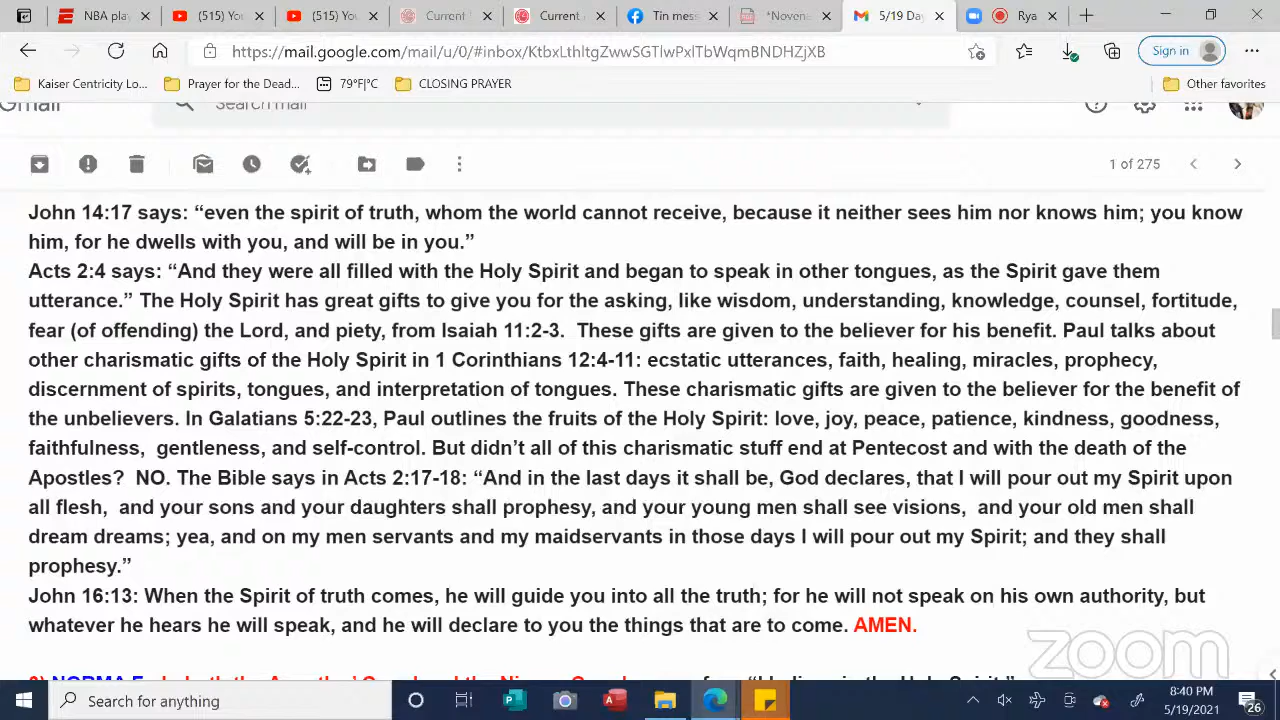 NBA pla
(515) You
(515) You
Current
Current
Tin mess
"Novena
5/19 Day
Rya
https://mail.google.com/mail/u/0/#inbox/KtbxLthltgZwwSGTlwPxlTbWqmBNDHZjXB
Sign in
Kaiser Centricity Lo... Prayer for the Dead... 79°F|°C CLOSING PRAYER Other favorites
Gmail Search mail
1 of 275
John 14:17 says: “even the spirit of truth, whom the world cannot receive, because it neither sees him nor knows him; you know
him, for he dwells with you, and will be in you.”
Acts 2:4 says: “And they were all filled with the Holy Spirit and began to speak in other tongues, as the Spirit gave them
utterance.” The Holy Spirit has great gifts to give you for the asking, like wisdom, understanding, knowledge, counsel, fortitude,
fear (of offending) the Lord, and piety, from Isaiah 11:2-3. These gifts are given to the believer for his benefit. Paul talks about
other charismatic gifts of the Holy Spirit in 1 Corinthians 12:4-11: ecstatic utterances, faith, healing, miracles, prophecy,
discernment of spirits, tongues, and interpretation of tongues. These charismatic gifts are given to the believer for the benefit of
the unbelievers. In Galatians 5:22-23, Paul outlines the fruits of the Holy Spirit: love, joy, peace, patience, kindness, goodness,
faithfulness, gentleness, and self-control. But didn’t all of this charismatic stuff end at Pentecost and with the death of the
Apostles? NO. The Bible says in Acts 2:17-18: “And in the last days it shall be, God declares, that I will pour out my Spirit upon
all flesh, and your sons and your daughters shall prophesy, and your young men shall see visions, and your old men shall
dream dreams; yea, and on my men servants and my maidservants in those days I will pour out my Spirit; and they shall
prophesy.”
John 16:13: When the Spirit of truth comes, he will guide you into all the truth; for he will not speak on his own authority, but
whatever he hears he will speak, and he will declare to you the things that are to come. AMEN.
zoom
Search for anything
8:40 PM
5/19/2021
26